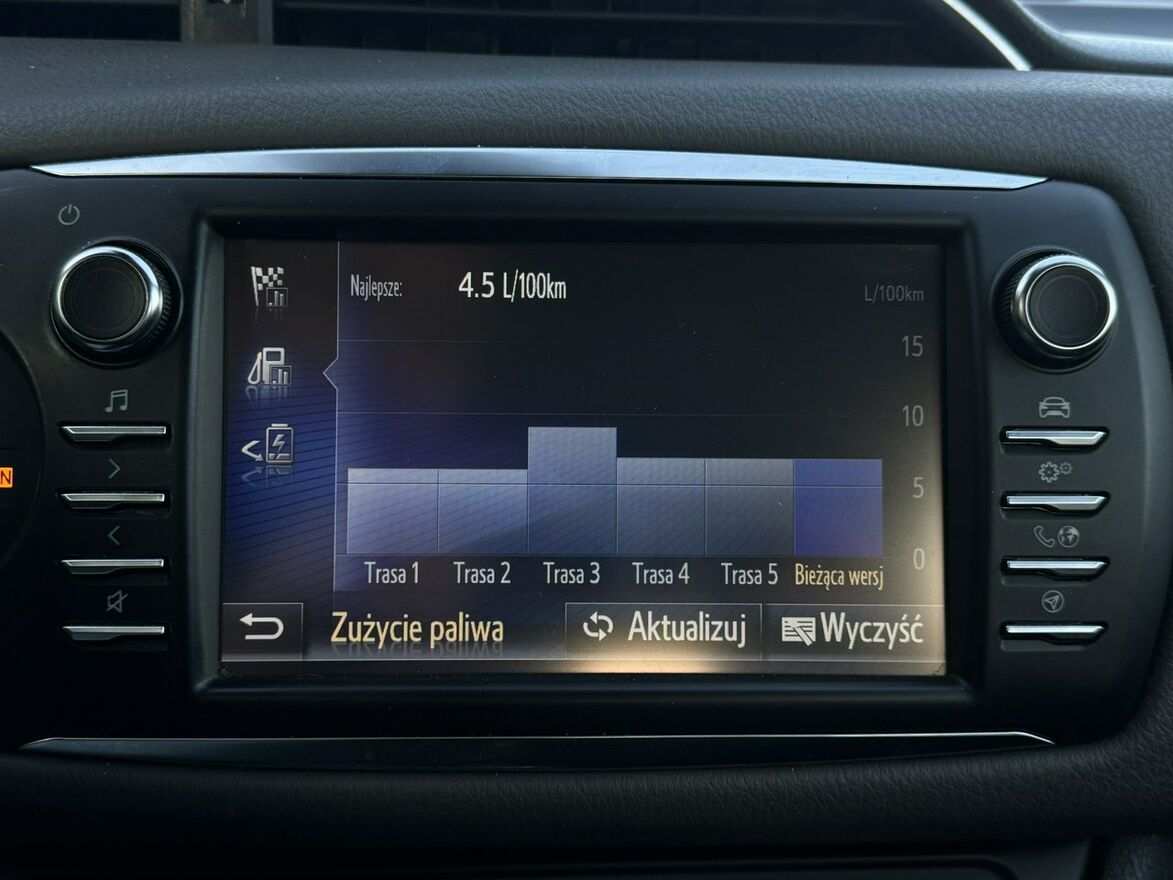 Najlepsze: 4.5 L/100km
L/100km
15
10
5
0
Trasa 1 Trasa 2 Trasa 3 Trasa 4 Trasa 5 Bieżąca wersj
Zużycie paliwa Aktualizuj Wyczyść
N